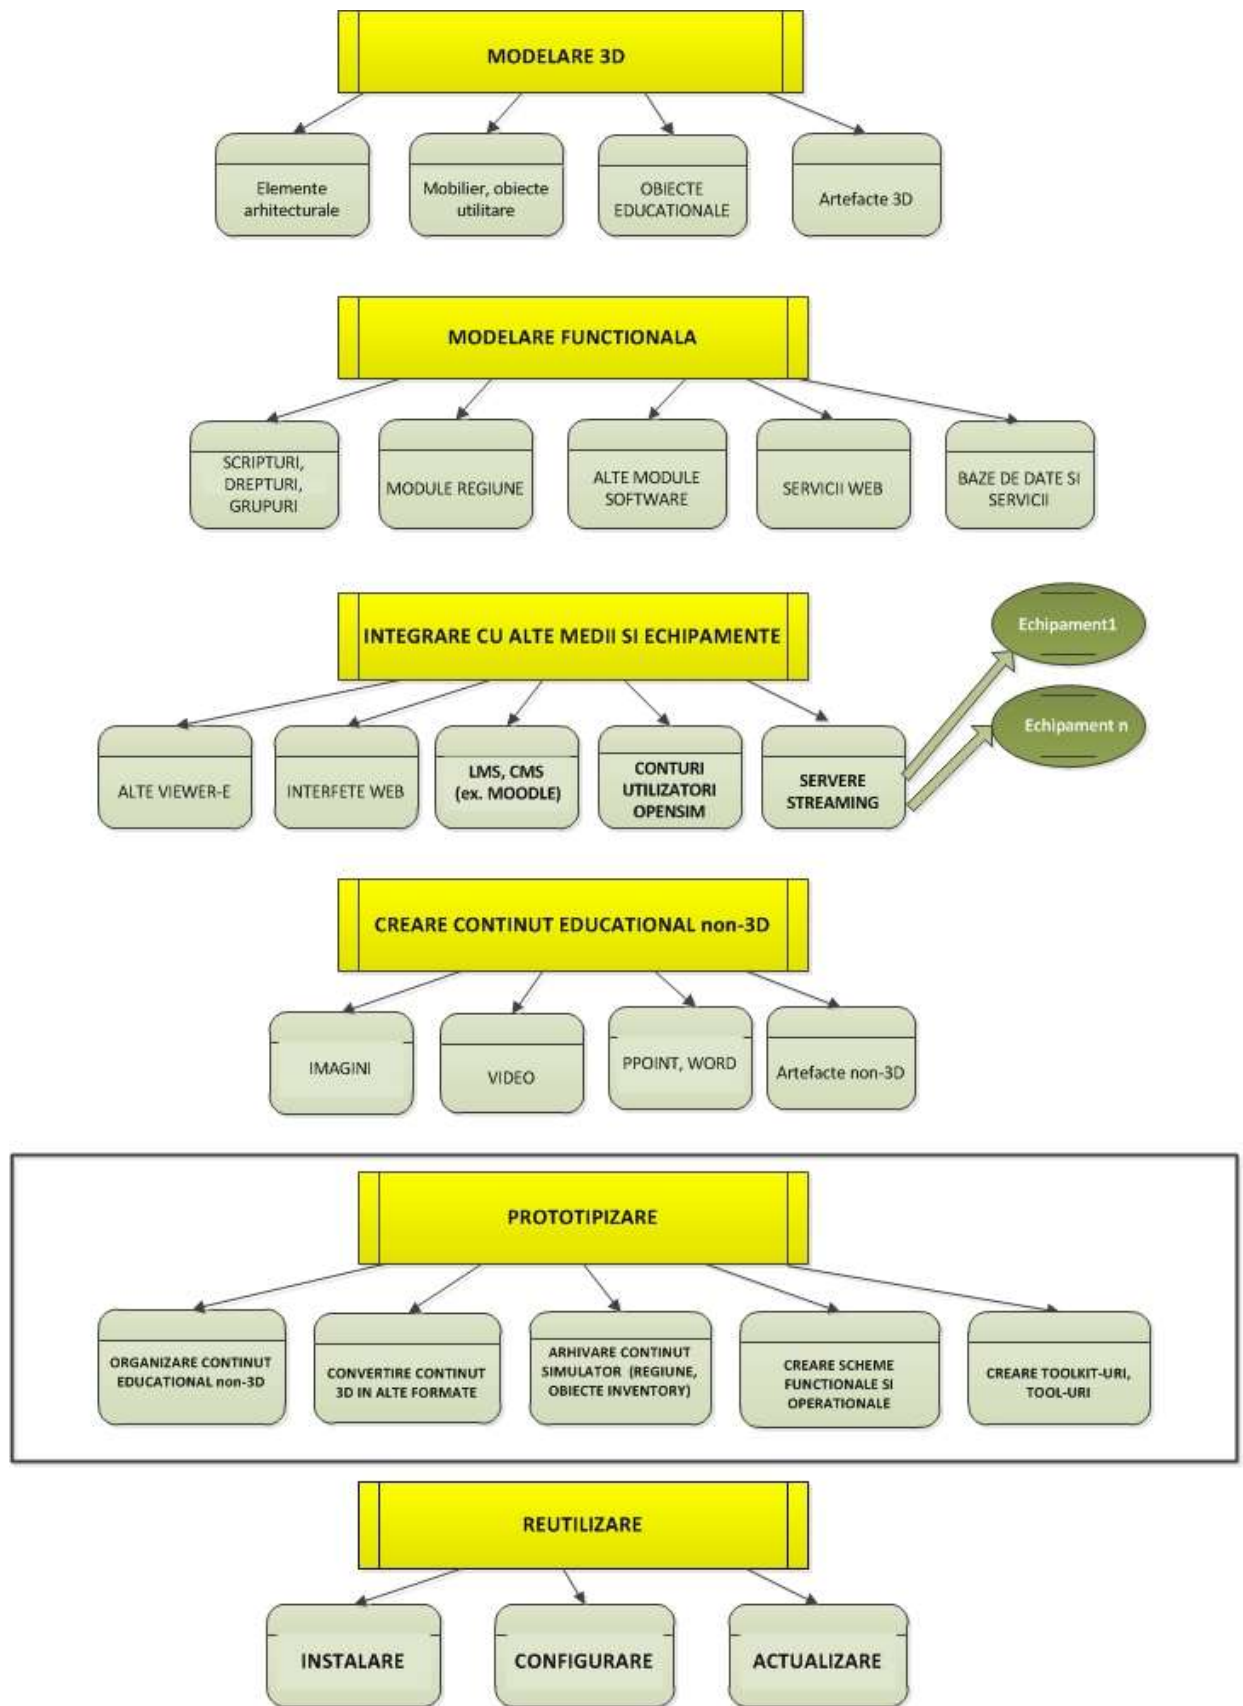 MODELARE 3D
Elemente
arhitecturale
Mobilier, obiecte
utilitare
OBIECTE
EDUCATIONALE
Artefacte 3D
MODELARE FUNCTIONALA
SCRIPTURI,
DREPTURI,
GRUPURI
MODULE REGIUNE
ALTE MODULE
SOFTWARE
SERVICII WEB
BAZE DE DATE SI
SERVICII
INTEGRARE CU ALTE MEDII SI ECHIPAMENTE
Echipament1
Echipament n
ALTE VIEWER-E
INTERFETE WEB
LMS, CMS
(ex. MOODLE)
CONTURI
UTILIZATORI
OPENSIM
SERVERE
STREAMING
CREARE CONTINUT EDUCATIONAL non-3D
IMAGINI
VIDEO
PPOINT, WORD
Artefacte non-3D
PROTOTIPIZARE
ORGANIZARE CONTINUT
EDUCATIONAL non-3D
CONVERTIRE CONTINUT
3D IN ALTE FORMATE
ARHIVARE CONTINUT
SIMULATOR (REGIUNE,
OBIECTE INVENTORY)
CREARE SCHEME
FUNCTIONALE SI
OPERATIONALE
CREARE TOOLKIT-URI,
TOOL-URI
REUTILIZARE
INSTALARE
CONFIGURARE
ACTUALIZARE